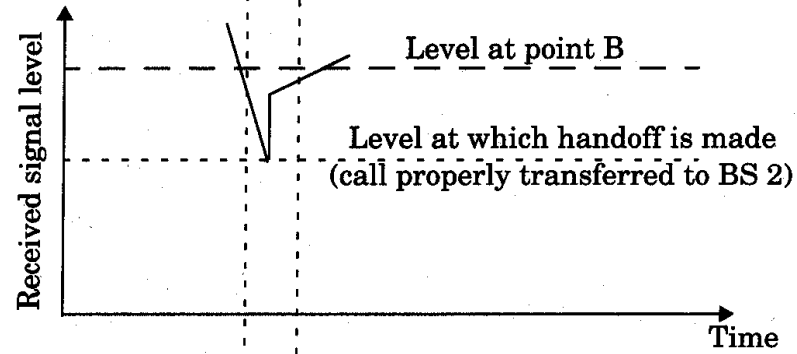 Received signal level
Level at point B
Level at which handoff is made
(call properly transferred to BS 2)
Time